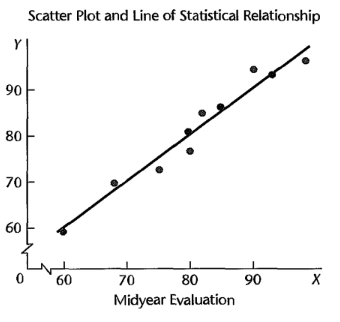 Scatter Plot and Line of Statistical Relationship
Y
90
80
70
60
0 60 70 80 90 X
Midyear Evaluation